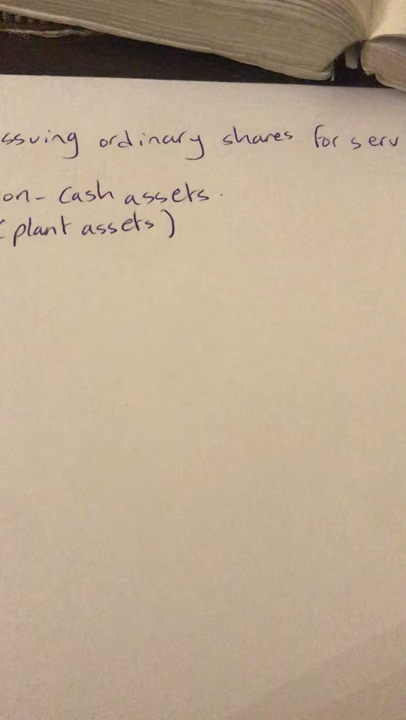 ssuing ordinary shares for serv
on-cash assets.
(plant assets)